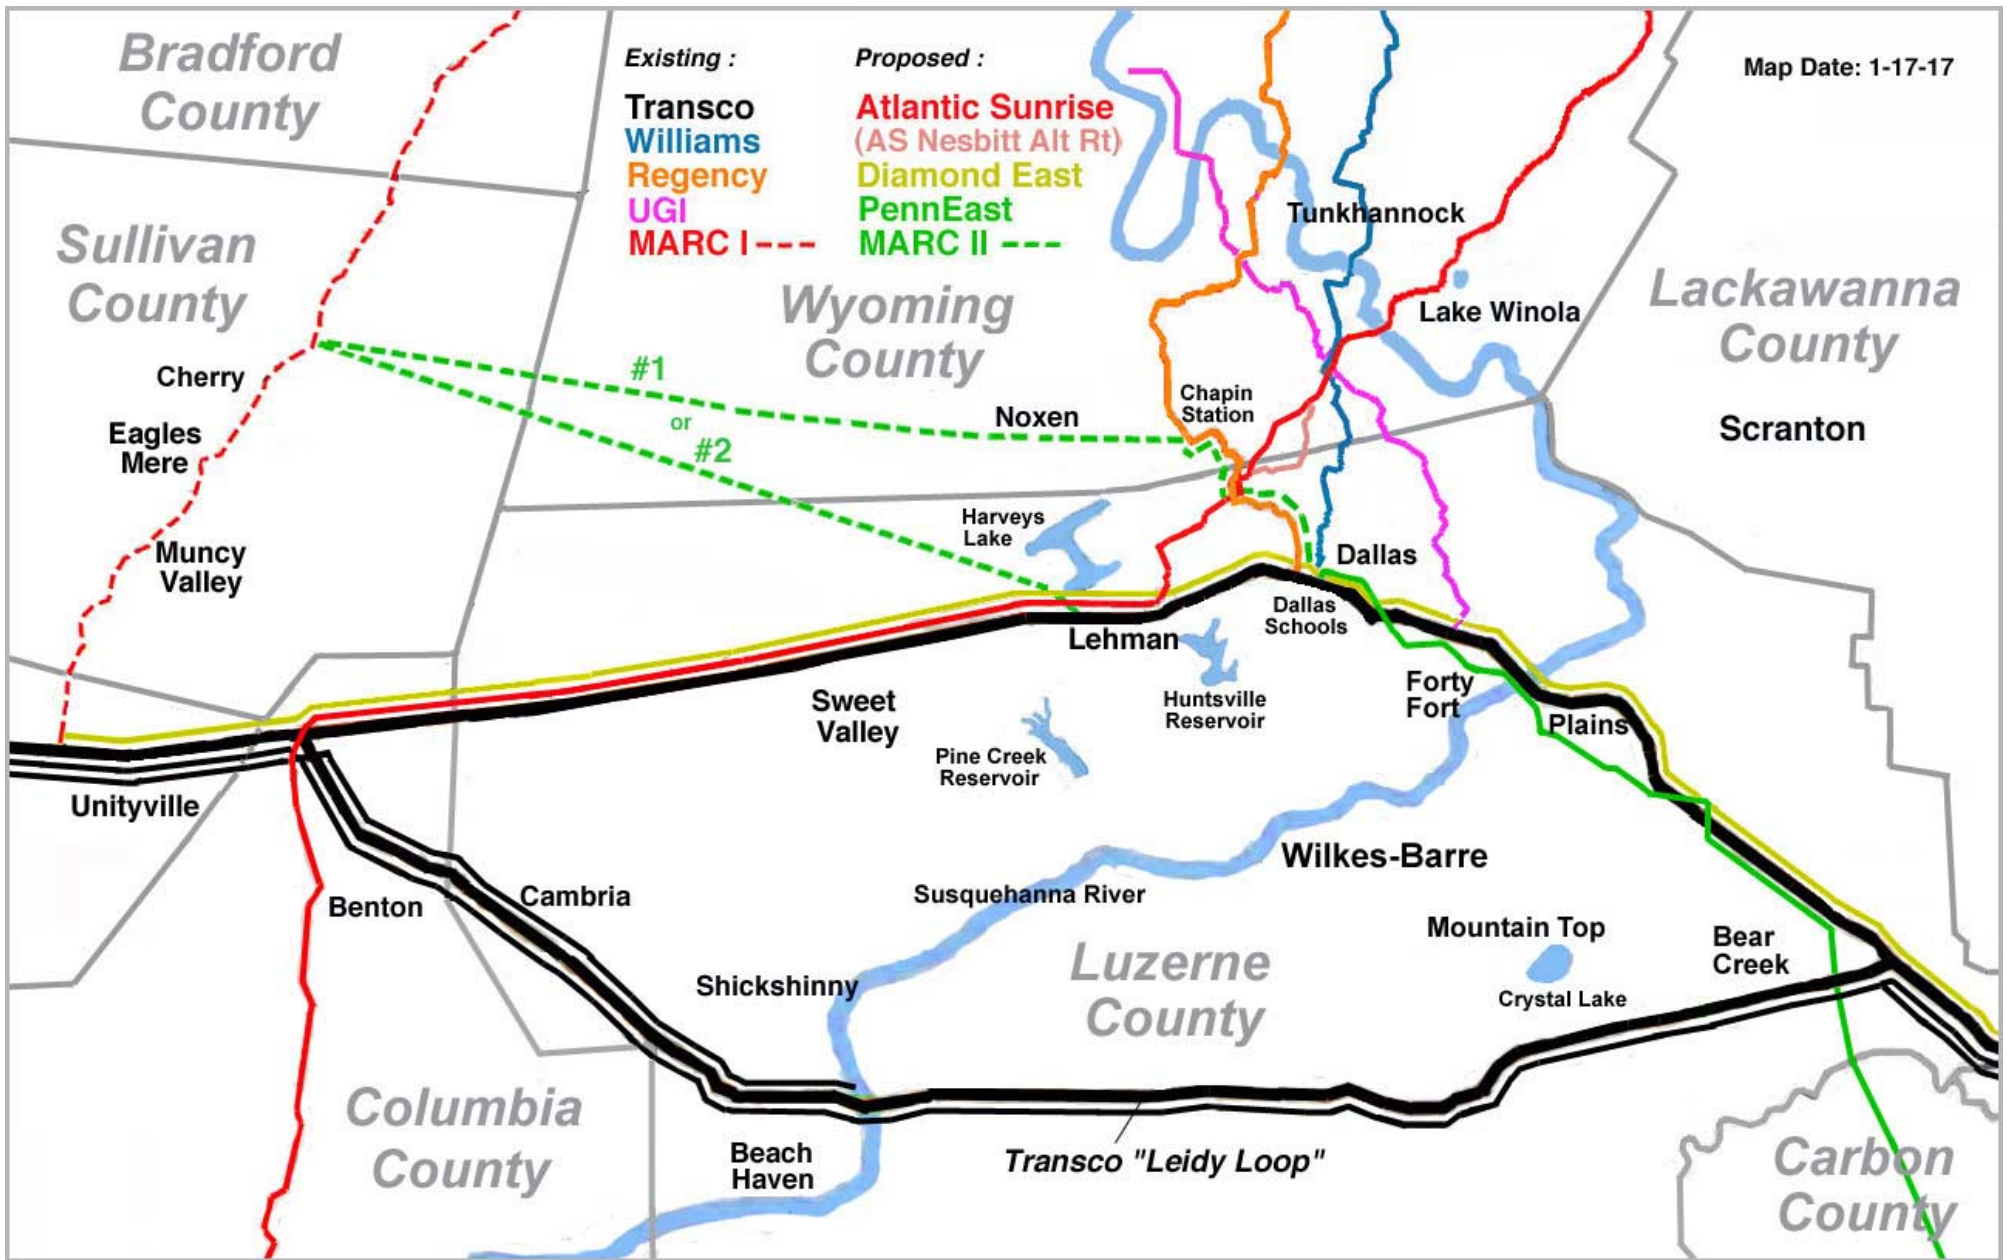 Bradford
County
Existing :
Proposed :
Map Date: 1-17-17
Transco
Atlantic Sunrise
Williams
(AS Nesbitt Alt Rt)
Regency
Diamond East
UGI
PennEast
MARC I ---
MARC II ---
Tunkhannock
Sullivan
County
Wyoming
County
Lake Winola
Lackawanna
County
Cherry
#1
or
#2
Chapin
Station
Noxen
Eagles
Mere
Scranton
Harveys
Lake
Muncy
Valley
Dallas
Dallas
Schools
Lehman
Sweet
Valley
Huntsville
Reservoir
Forty
Fort
Plains
Pine Creek
Reservoir
Unityville
Wilkes-Barre
Benton
Cambria
Susquehanna River
Mountain Top
Bear
Creek
Shickshinny
Luzerne
County
Crystal Lake
Columbia
County
Beach
Haven
Transco "Leidy Loop"
Carbon
County